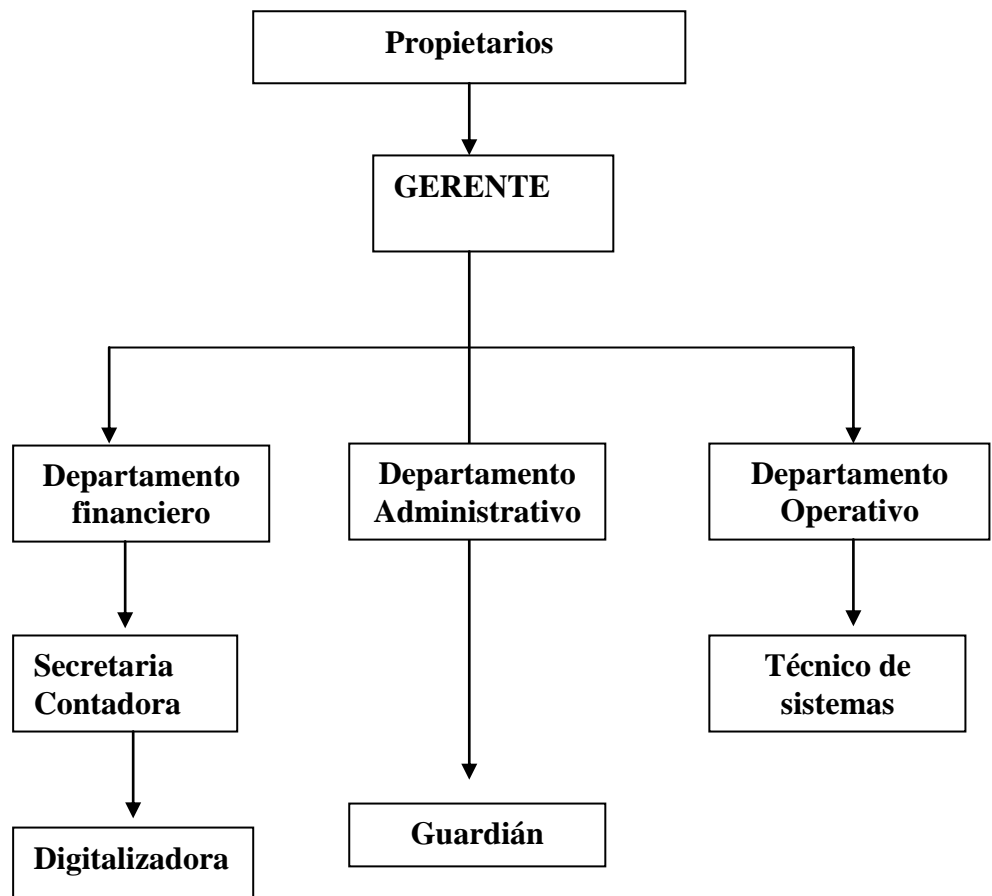 Propietarios
GERENTE
Departamento
financiero
Departamento
Administrativo
Departamento
Operativo
Secretaria
Contadora
Técnico de
sistemas
Guardián
Digitalizadora